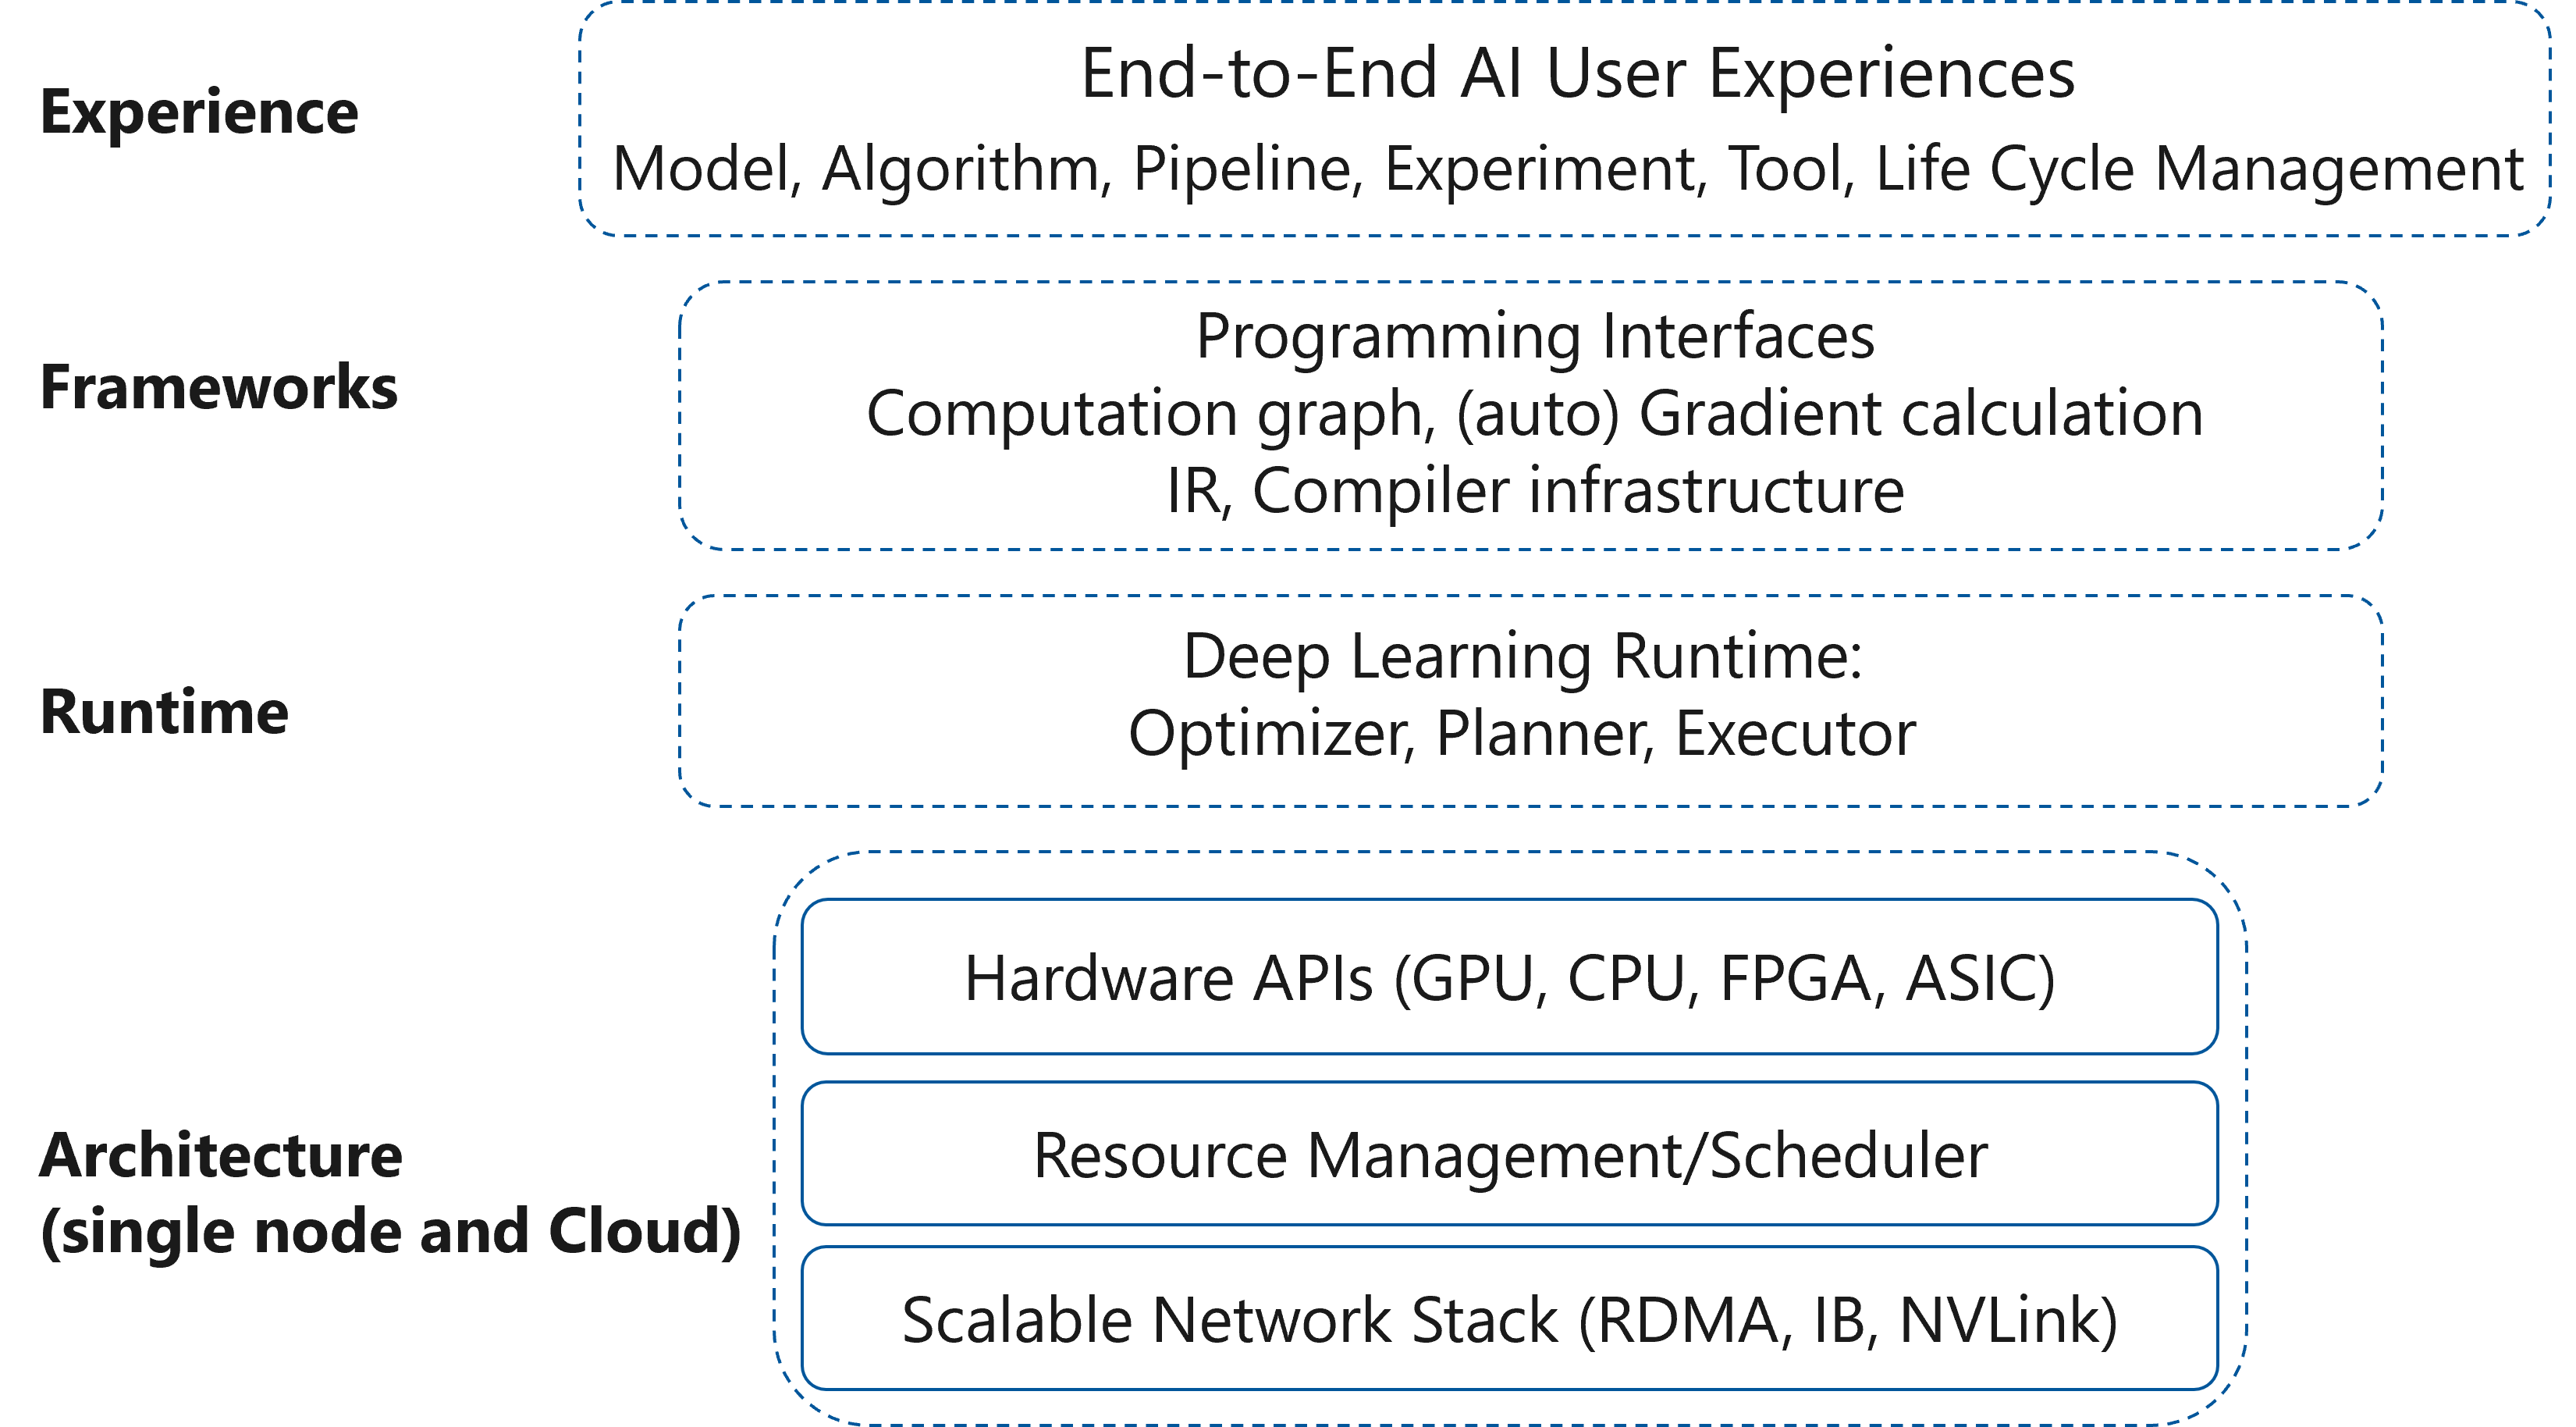 Experience
End-to-End AI User Experiences
Model, Algorithm, Pipeline, Experiment, Tool, Life Cycle Management
Frameworks
Programming Interfaces
Computation graph, (auto) Gradient calculation
IR, Compiler infrastructure
Runtime
Deep Learning Runtime:
Optimizer, Planner, Executor
Architecture
(single node and Cloud)
Hardware APIs (GPU, CPU, FPGA, ASIC)
Resource Management/Scheduler
Scalable Network Stack (RDMA, IB, NVLink)